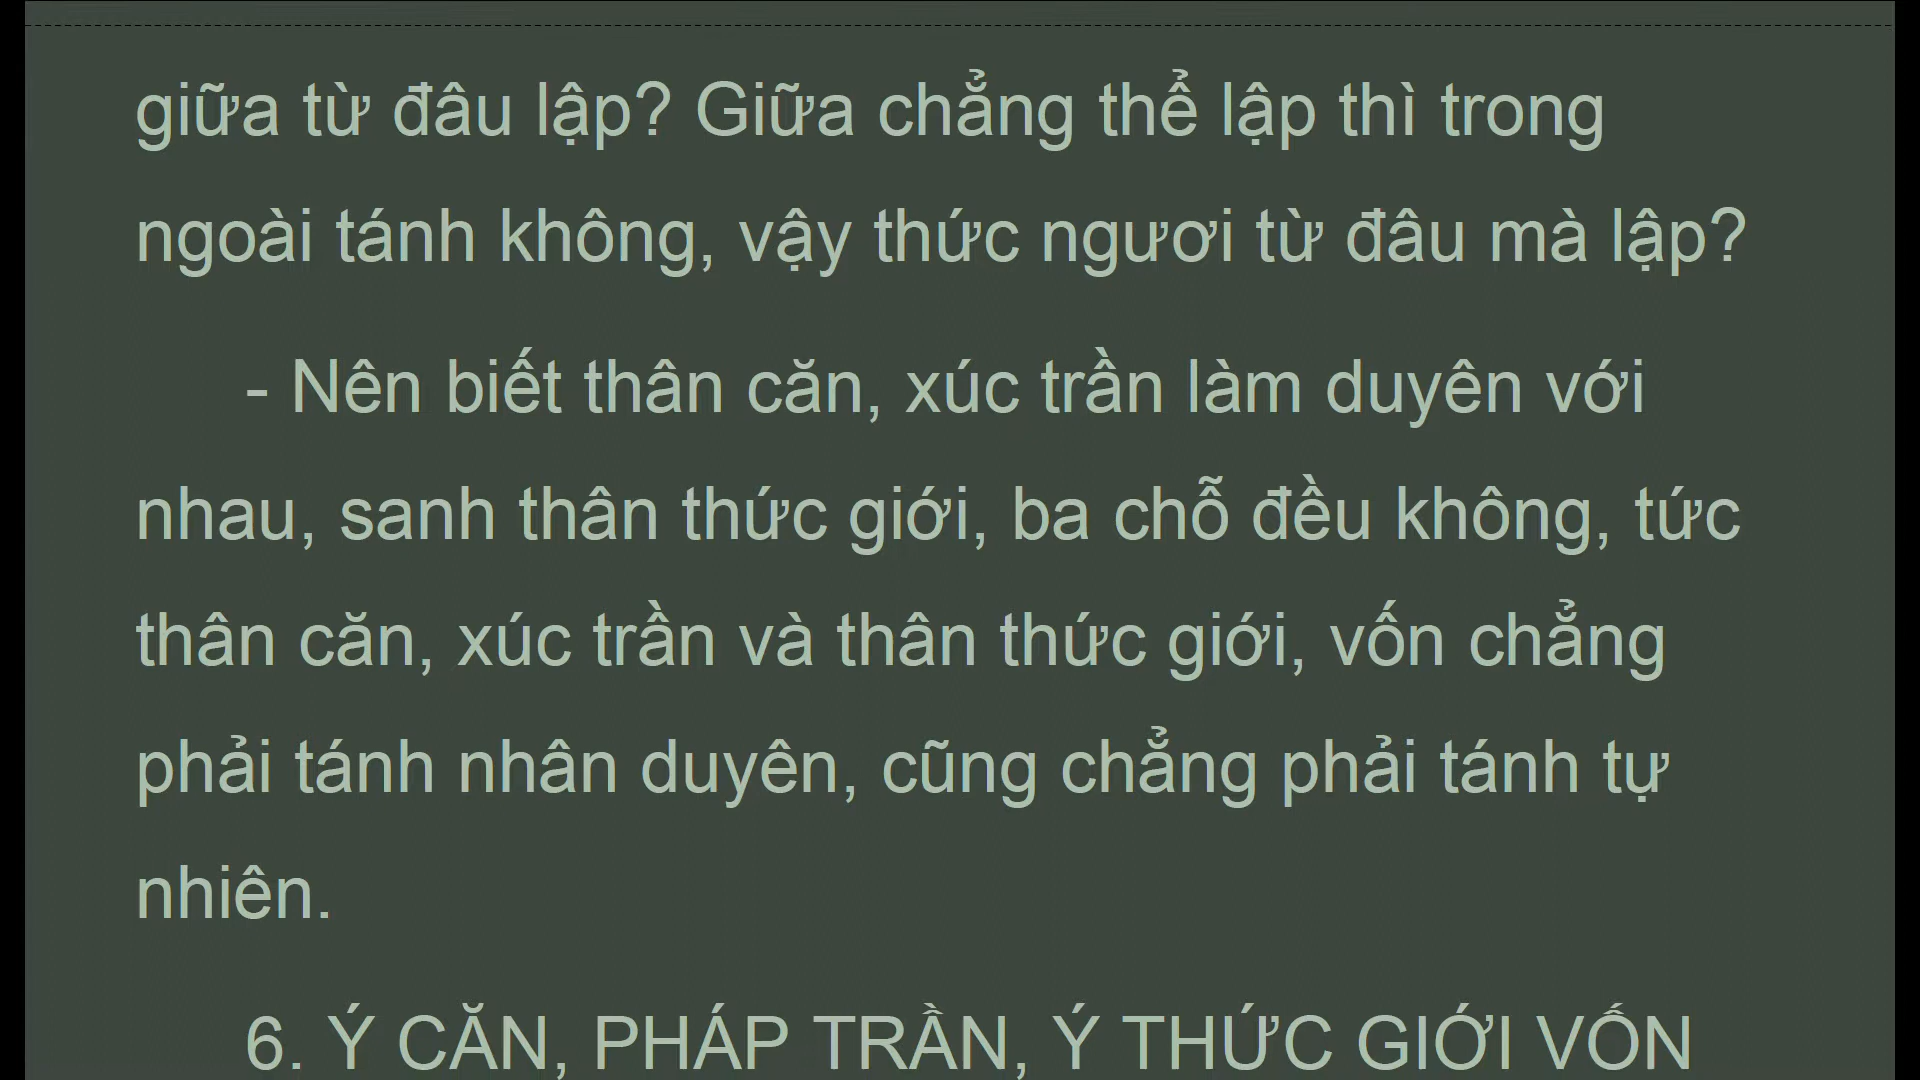 giữa từ đâu lập? Giữa chẳng thể lập thì trong
ngoài tánh không, vậy thức ngươi từ đâu mà lập?
- Nên biết thân căn, xúc trần làm duyên với
nhau, sanh thân thức giới, ba chỗ đều không, tức
thân căn, xúc trần và thân thức giới, vốn chẳng
phải tánh nhân duyên, cũng chẳng phải tánh tự
nhiên.
6. Ý CĂN, PHÁP TRẦN, Ý THỨC GIỚI VỐN